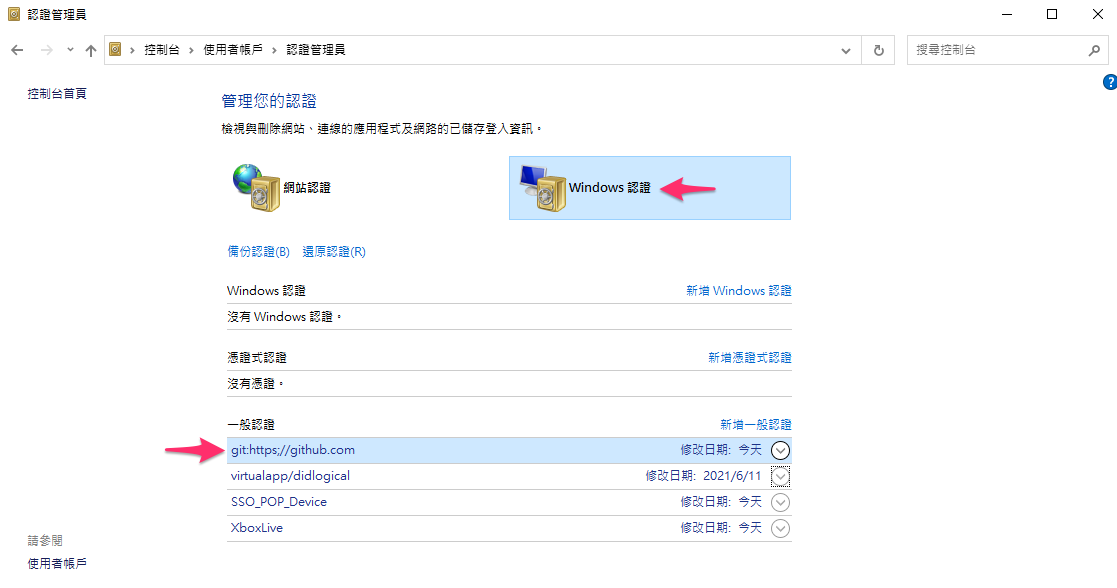 認證管理員
控制台 › 使用者帳戶 › 認證管理員
搜尋控制台
控制台首頁
管理您的認證
檢視與刪除網站、連線的應用程式及網路的已儲存登入資訊。
網站認證
Windows 認證
備份認證(B) 還原認證(R)
Windows 認證 新增 Windows 認證
沒有 Windows 認證。
憑證式認證 新增憑證式認證
沒有憑證。
一般認證 新增一般認證
git:https;//github.com 修改日期: 今天
virtualapp/didlogical 修改日期: 2021/6/11
SSO_POP_Device 修改日期: 今天
XboxLive 修改日期: 今天
請參閱
使用者帳戶